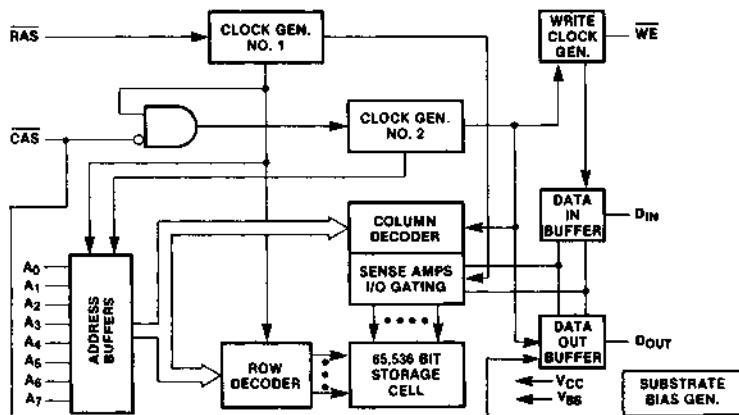 RAS
CLOCK GEN.
NO. 1
WRITE
CLOCK
GEN.
WE
CAS
CLOCK GEN.
NO. 2
DATA
IN
BUFFER
DIN
COLUMN
DECODER
SENSE AMPS
I/O GATING
A0
A1
A2
A3
A4
A5
A6
A7
ADDRESS
BUFFERS
ROW
DECODER
65,536 BIT
STORAGE
CELL
DATA
OUT
BUFFER
DOUT
VCC
VSS
SUBSTRATE
BIAS GEN.